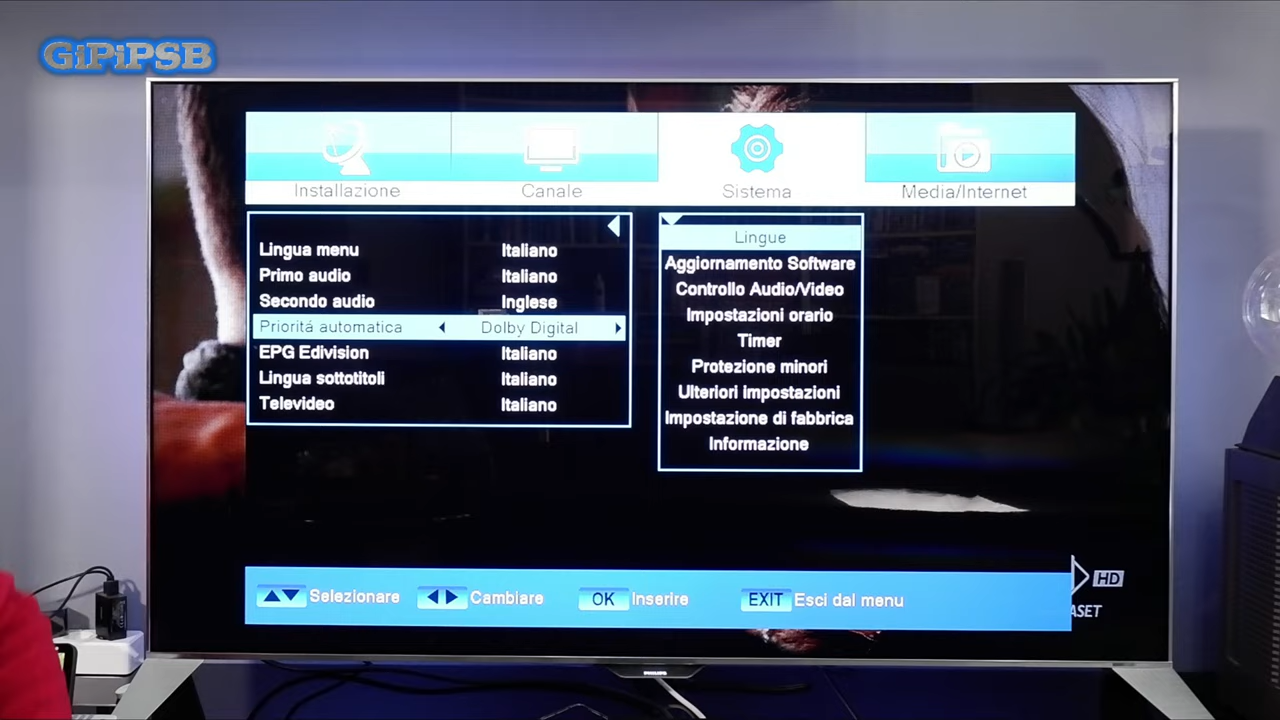 GiPiPSB
Installazione
Canale
Sistema
Media/Internet
Lingua menu Italiano
Primo audio Italiano
Secondo audio Inglese
Prioritá automatica Dolby Digital
EPG Edivision Italiano
Lingua sottotitoli Italiano
Televideo Italiano
Lingue
Aggiornamento Software
Controllo Audio/Video
Impostazioni orario
Timer
Protezione minori
Ulteriori impostazioni
Impostazione di fabbrica
Informazione
HD
ASET
Selezionare Cambiare OK Inserire EXIT Esci dal menu
PHILIPS